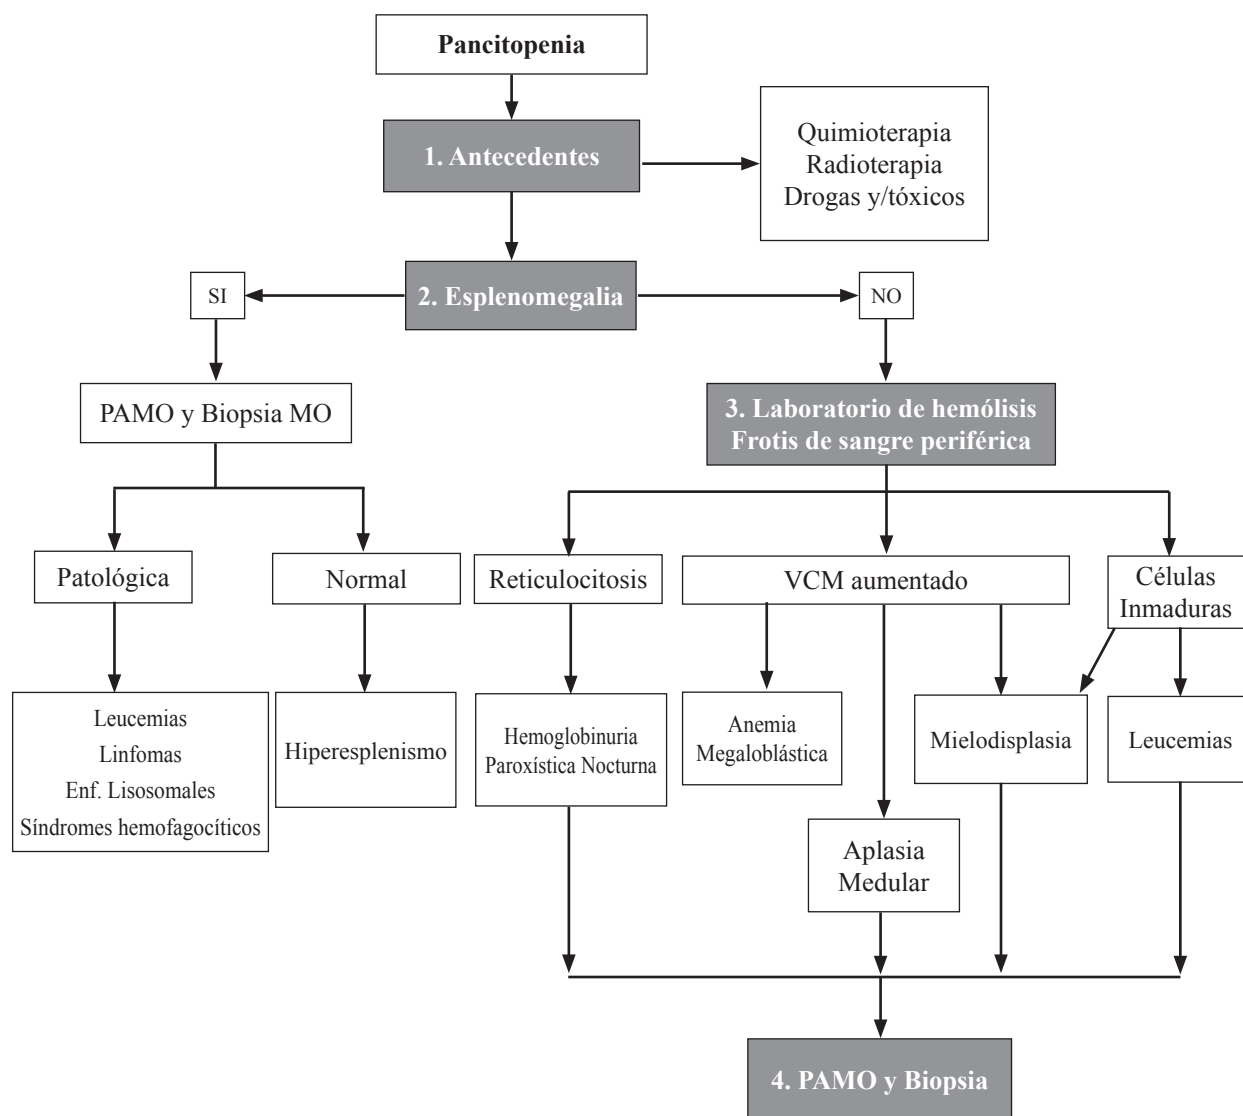 Pancitopenia
1. Antecedentes
Quimioterapia
Radioterapia
Drogas y/tóxicos
SI
2. Esplenomegalia
NO
PAMO y Biopsia MO
3. Laboratorio de hemólisis
Frotis de sangre periférica
Patológica
Normal
Reticulocitosis
VCM aumentado
Células
Inmaduras
Leucemias
Linfomas
Enf. Lisosomales
Síndromes hemofagocíticos
Hiperesplenismo
Hemoglobinuria
Paroxística Nocturna
Anemia
Megaloblástica
Mielodisplasia
Leucemias
Aplasia
Medular
4. PAMO y Biopsia